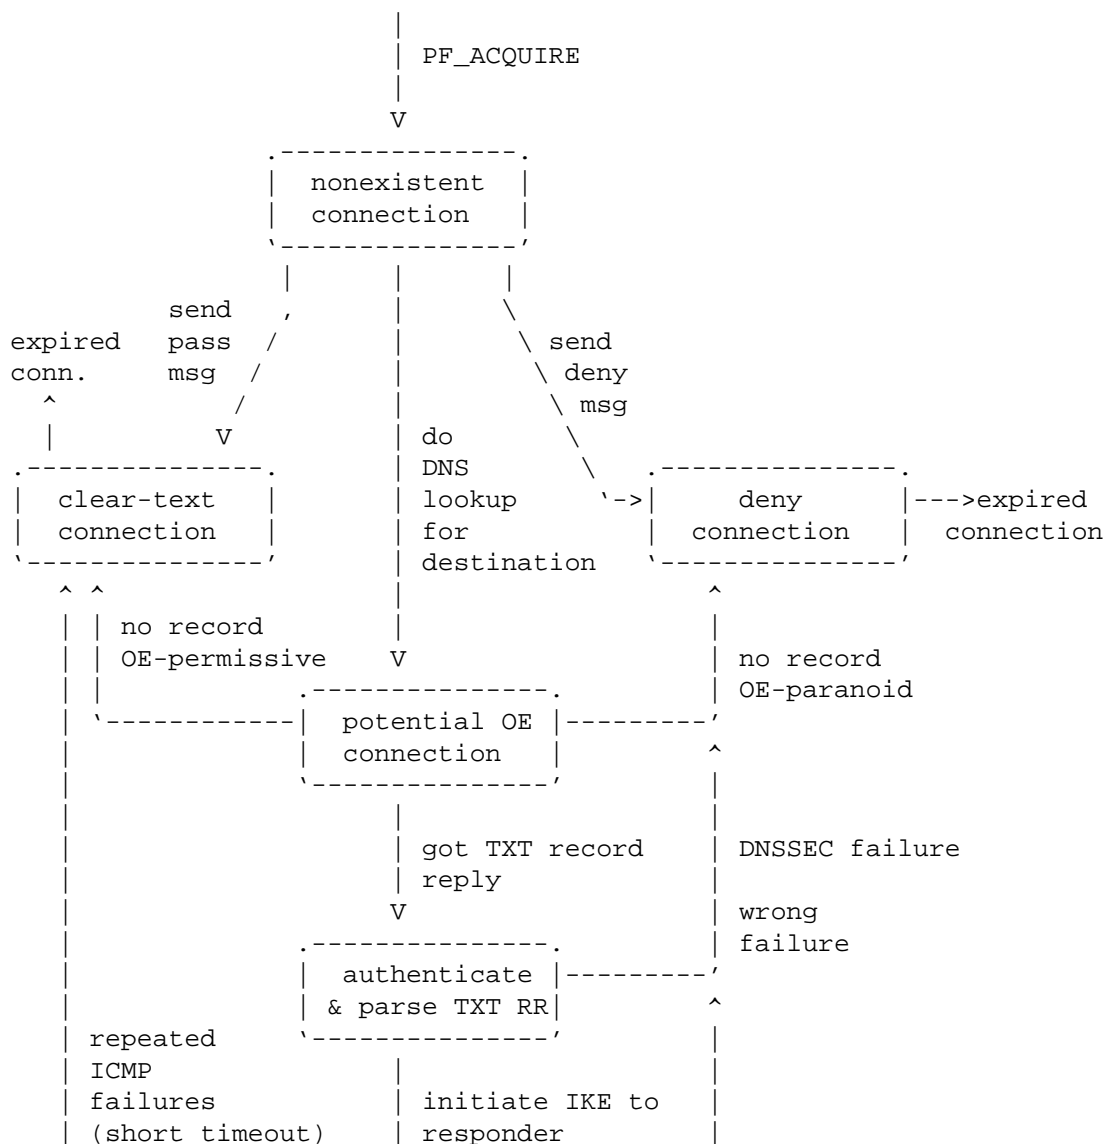 PF_ACQUIRE
nonexistent
connection
send
expired pass send
conn. msg deny
msg
do
DNS
clear-text lookup deny expired
connection for connection connection
destination
no record
OE-permissive no record
OE-paranoid
potential OE
connection
got TXT record DNSSEC failure
reply
wrong
failure
authenticate
& parse TXT RR
repeated
ICMP
failures initiate IKE to
(short timeout) responder